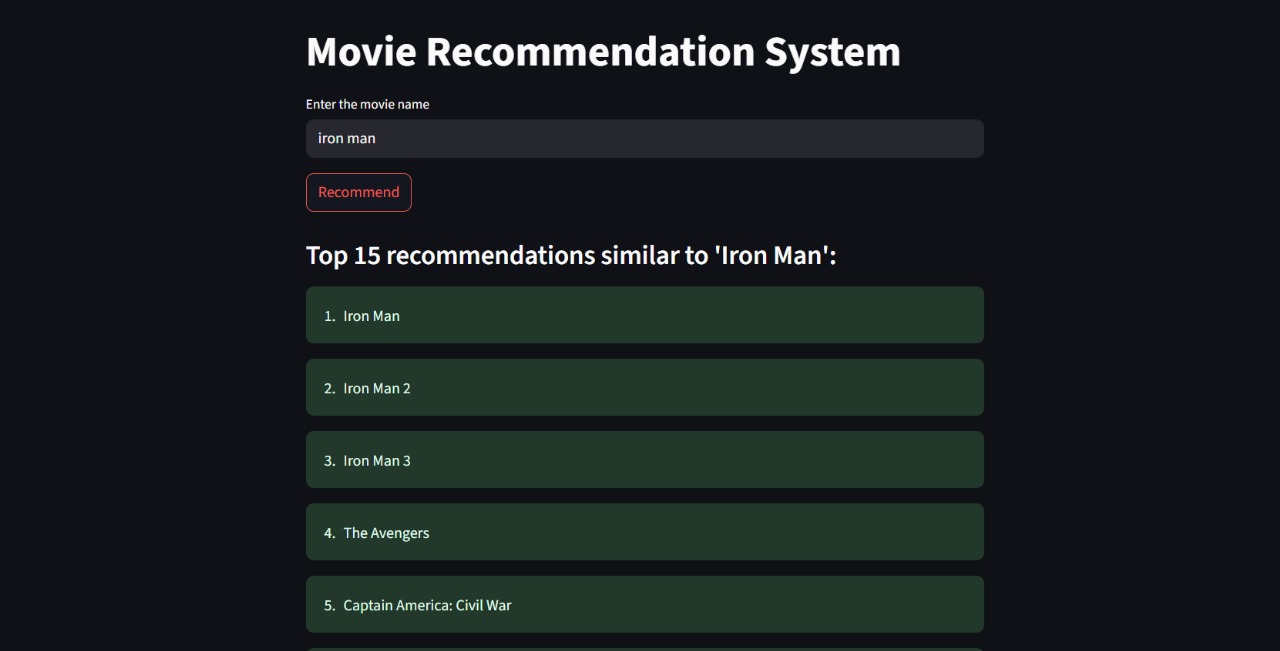 Movie Recommendation System
Enter the movie name
iron man
Recommend
Top 15 recommendations similar to 'Iron Man':
1. Iron Man
2. Iron Man 2
3. Iron Man 3
4. The Avengers
5. Captain America: Civil War